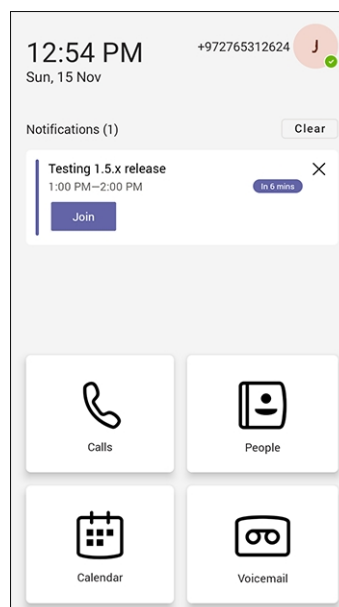 12:54 PM
+972765312624
J
Sun, 15 Nov
Notifications (1)
Clear
Testing 1.5.x release
1:00 PM—2:00 PM
In 6 mins
Join
Calls
People
Calendar
Voicemail